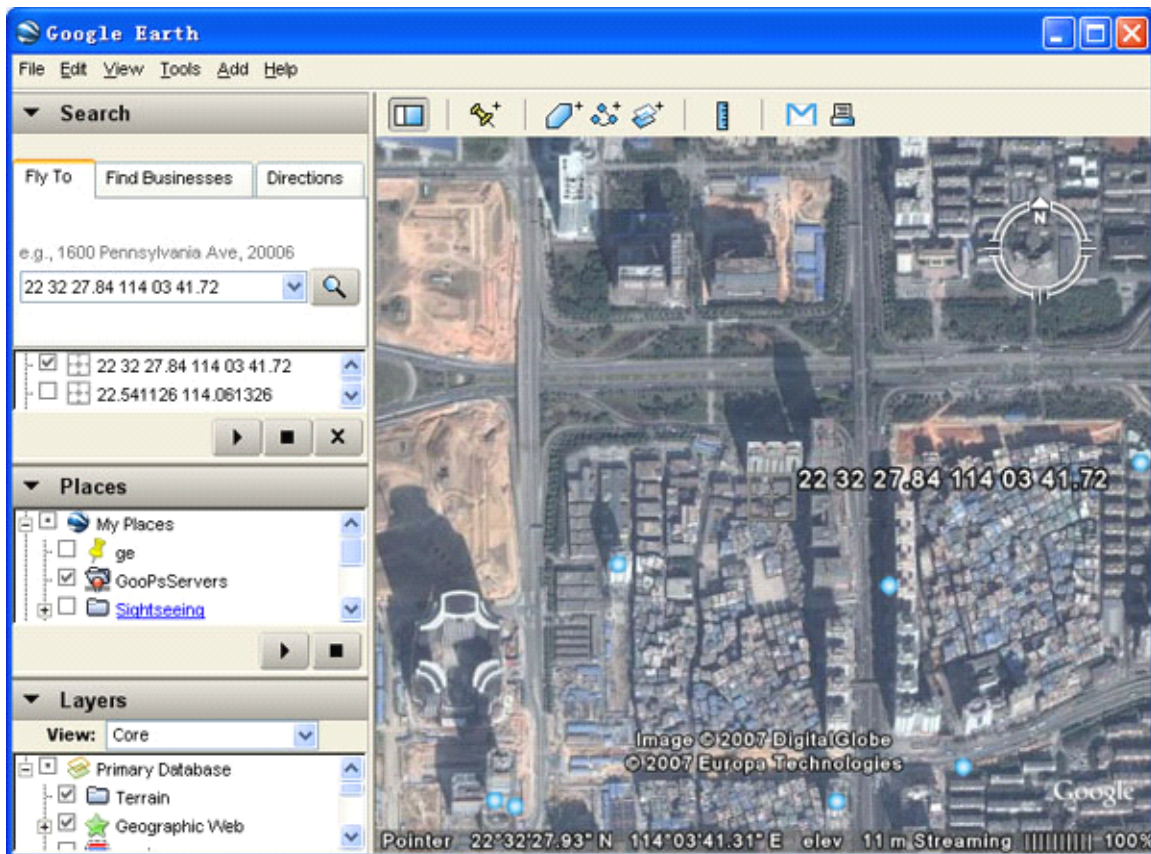 Google Earth
File Edit View Tools Add Help
Search
Fly To Find Businesses Directions
e.g., 1600 Pennsylvania Ave, 20006
22 32 27.84 114 03 41.72
22 32 27.84 114 03 41.72
22.541126 114.061326
Places
My Places
ge
GooPsServers
Sightseeing
Layers
View: Core
Primary Database
Terrain
Geographic Web
N
22 32 27.84 114 03 41.72
Image © 2007 DigitalGlobe
© 2007 Europa Technologies
Google
Pointer 22°32'27.93" N 114°03'41.31" E elev 11 m Streaming |||||||||| 100%